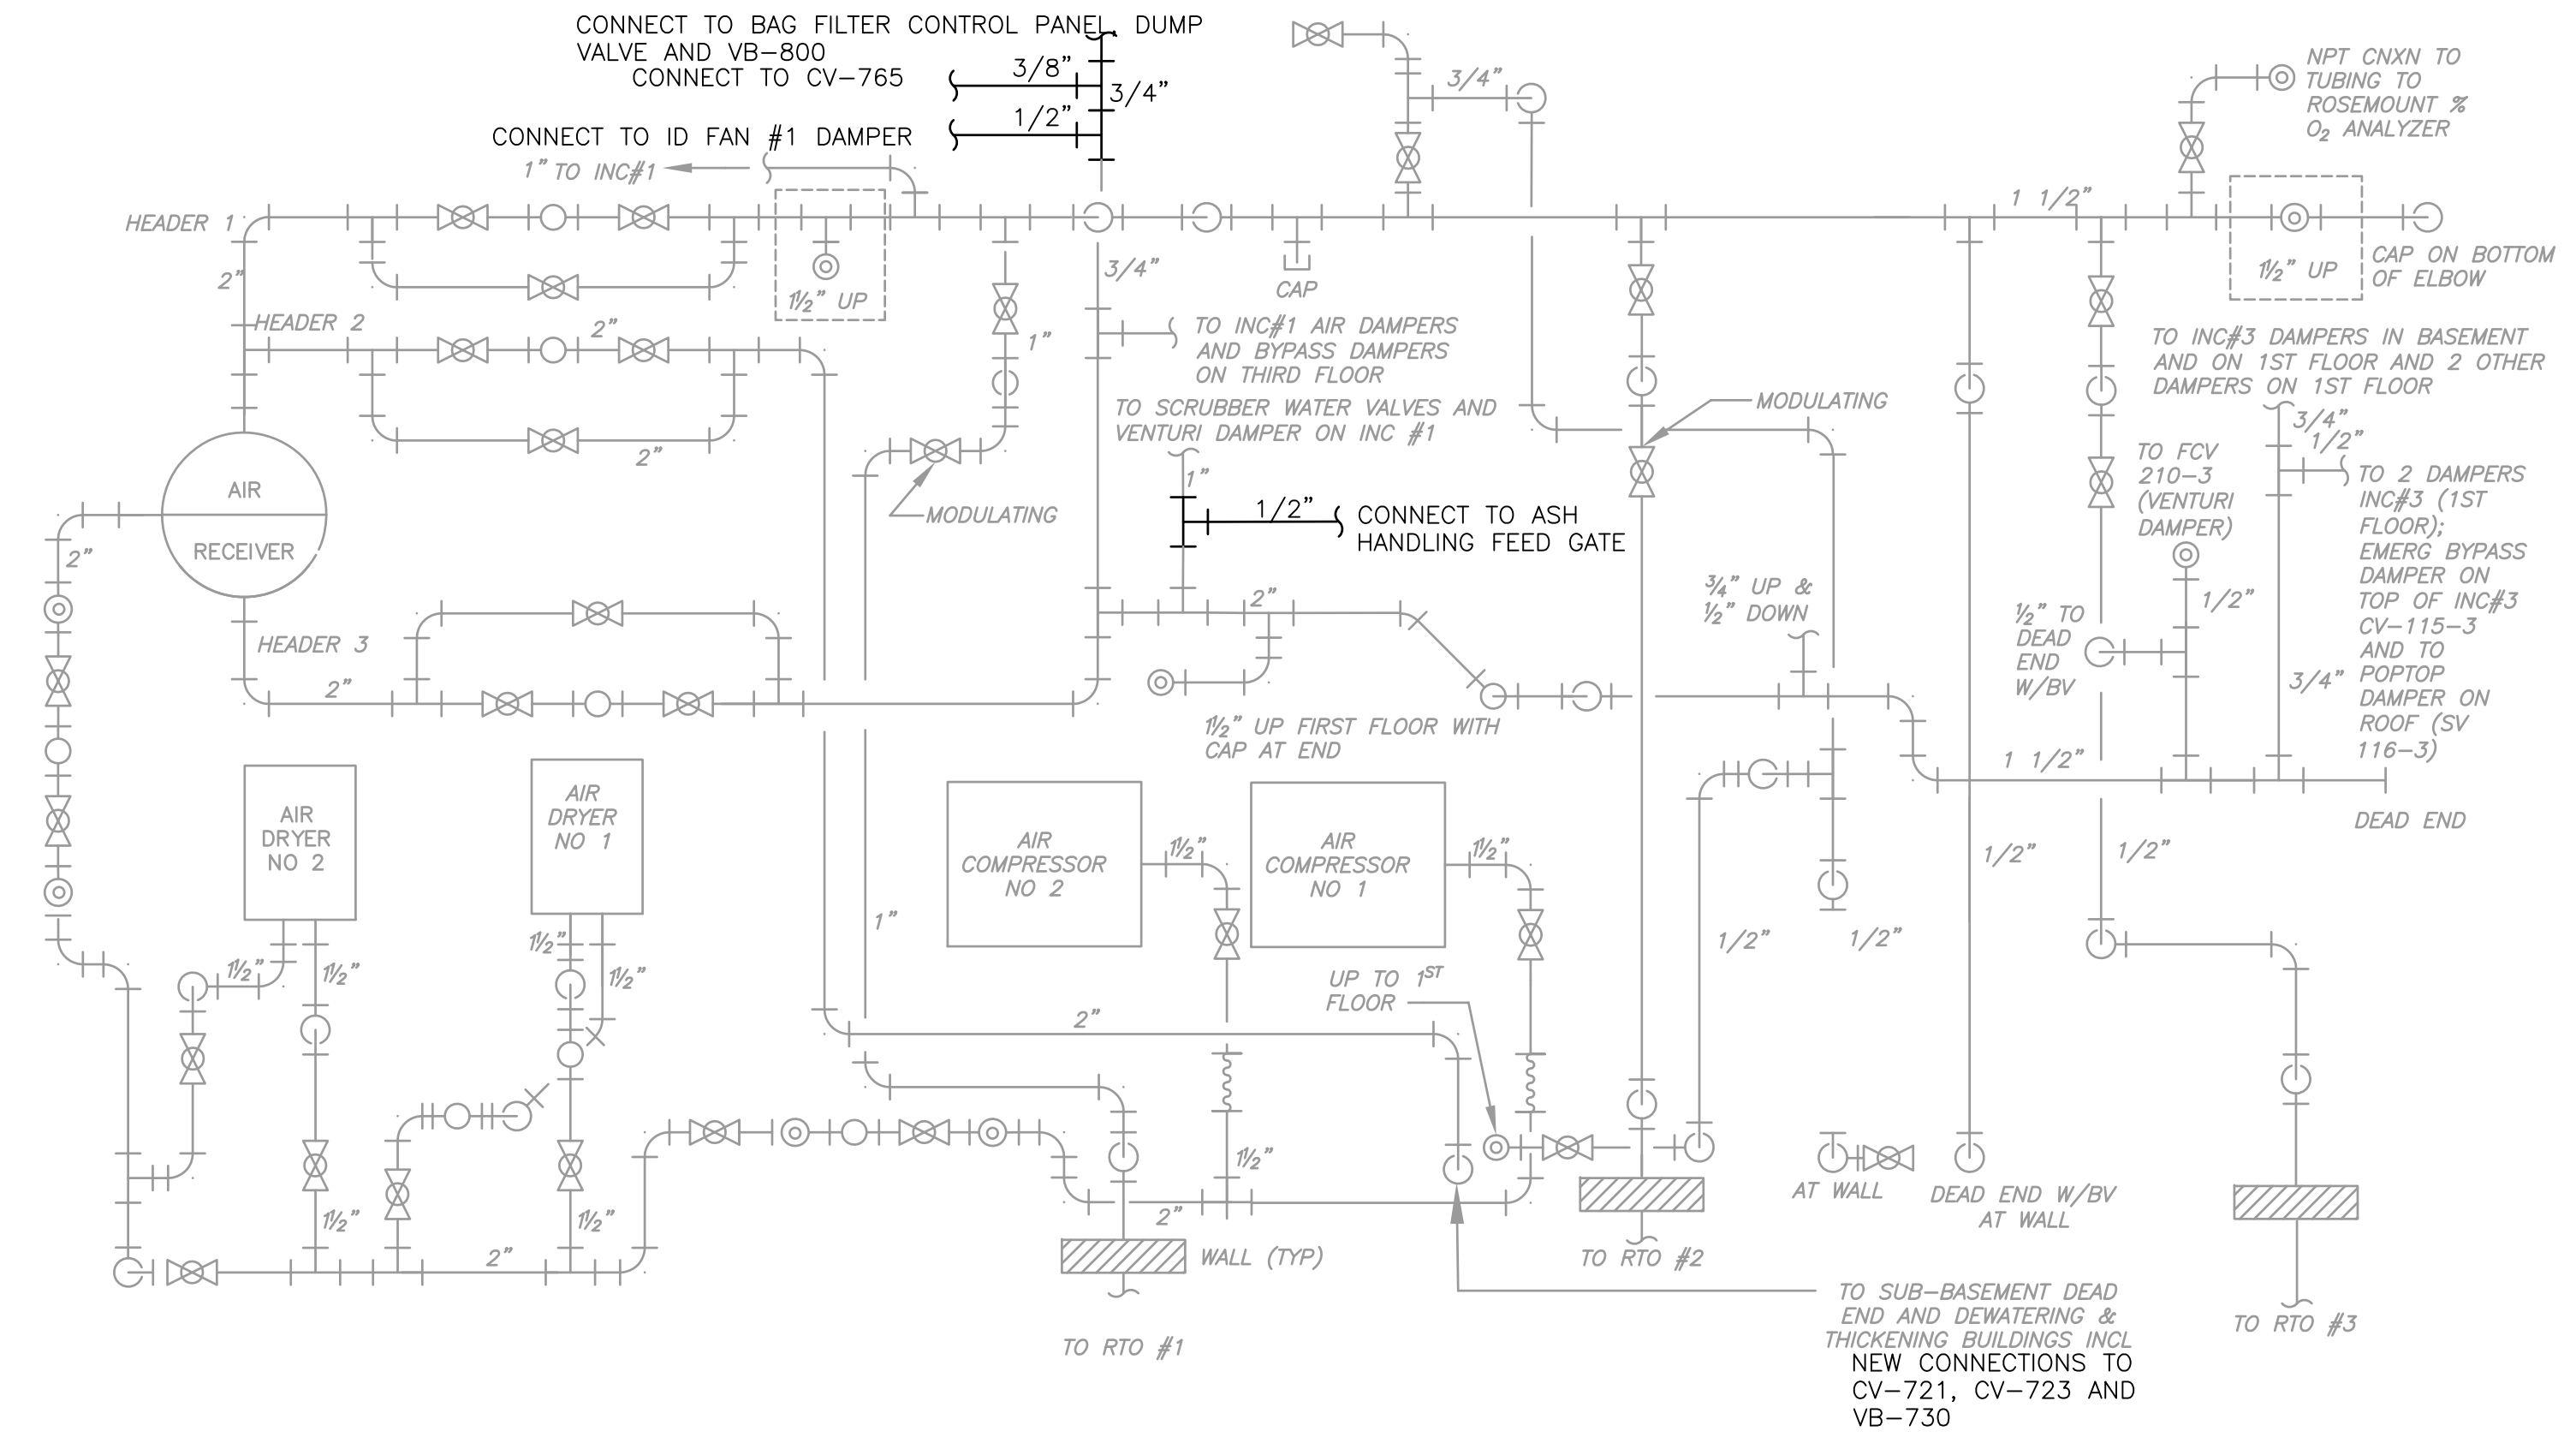 CONNECT TO BAG FILTER CONTROL PANEL, DUMP
VALVE AND VB-800
CONNECT TO CV-765
3/8"
3/4"
1/2"
CONNECT TO ID FAN #1 DAMPER
1" TO INC#1
3/4"
NPT CNXN TO
TUBING TO
ROSEMOUNT %
O2 ANALYZER
HEADER 1
2"
1½" UP
3/4"
CAP
1 1/2"
1½" UP
CAP ON BOTTOM
OF ELBOW
HEADER 2
2"
2"
1"
TO INC#1 AIR DAMPERS
AND BYPASS DAMPERS
ON THIRD FLOOR
TO SCRUBBER WATER VALVES AND
VENTURI DAMPER ON INC #1
1"
MODULATING
MODULATING
1/2"
CONNECT TO ASH
HANDLING FEED GATE
TO INC#3 DAMPERS IN BASEMENT
AND ON 1ST FLOOR AND 2 OTHER
DAMPERS ON 1ST FLOOR
3/4"
1/2"
TO FCV
210-3
(VENTURI
DAMPER)
TO 2 DAMPERS
INC#3 (1ST
FLOOR);
EMERG BYPASS
DAMPER ON
TOP OF INC#3
CV-115-3
AND TO
POPTOP
DAMPER ON
ROOF (SV
116-3)
AIR
RECEIVER
2"
HEADER 3
2"
2"
1½" UP FIRST FLOOR WITH
CAP AT END
¾" UP &
½" DOWN
½" TO
DEAD
END
W/BV
1/2"
3/4"
1 1/2"
DEAD END
AIR
DRYER
NO 2
AIR
DRYER
NO 1
AIR
COMPRESSOR
NO 2
1½"
AIR
COMPRESSOR
NO 1
1½"
1½"
1½"
1½"
1½"
1"
2"
UP TO 1ST
FLOOR
1/2"
1/2"
1/2"
1/2"
1½"
1½"
2"
1½"
2"
WALL (TYP)
TO RTO #1
TO RTO #2
AT WALL
DEAD END W/BV
AT WALL
TO RTO #3
TO SUB-BASEMENT DEAD
END AND DEWATERING &
THICKENING BUILDINGS INCL
NEW CONNECTIONS TO
CV-721, CV-723 AND
VB-730